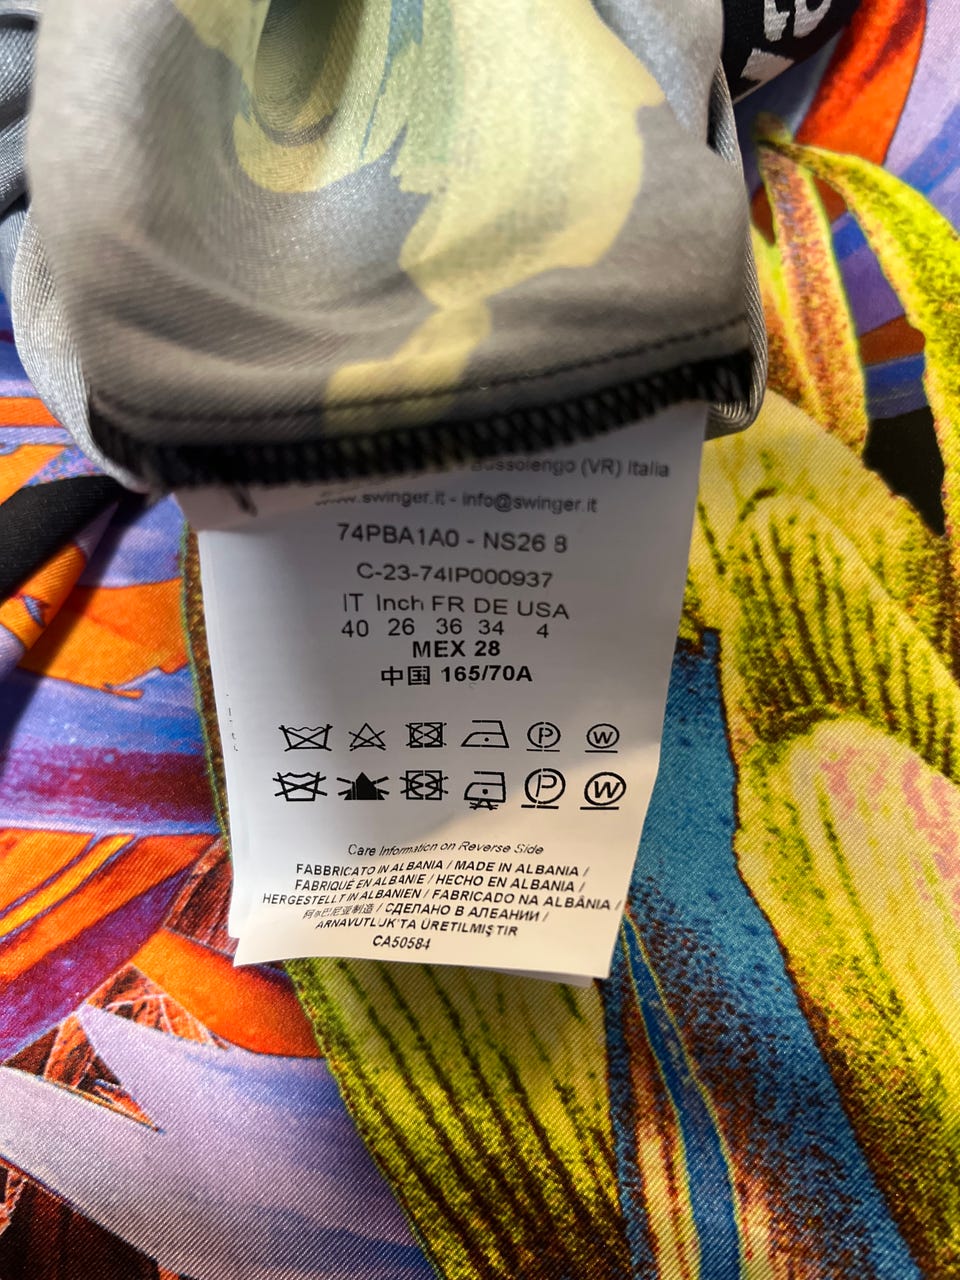 Bussolengo (VR) Italia
www.swinger.it - info@swinger.it
74PBA1A0 - NS26 8
C-23-74IP000937
IT Inch FR DE USA
40 26 36 34 4
MEX 28
中国 165/70A
P W
P W
Care Information on Reverse Side
FABBRICATO IN ALBANIA / MADE IN ALBANIA /
FABRIQUÉ EN ALBANIE / HECHO EN ALBANIA /
HERGESTELLT IN ALBANIEN / FABRICADO NA ALBÂNIA /
阿尔巴尼亚制造 / СДЕЛАНО В АЛБАНИИ /
ARNAVUTLUK'TA ÜRETİLMİŞTİR
CA50584